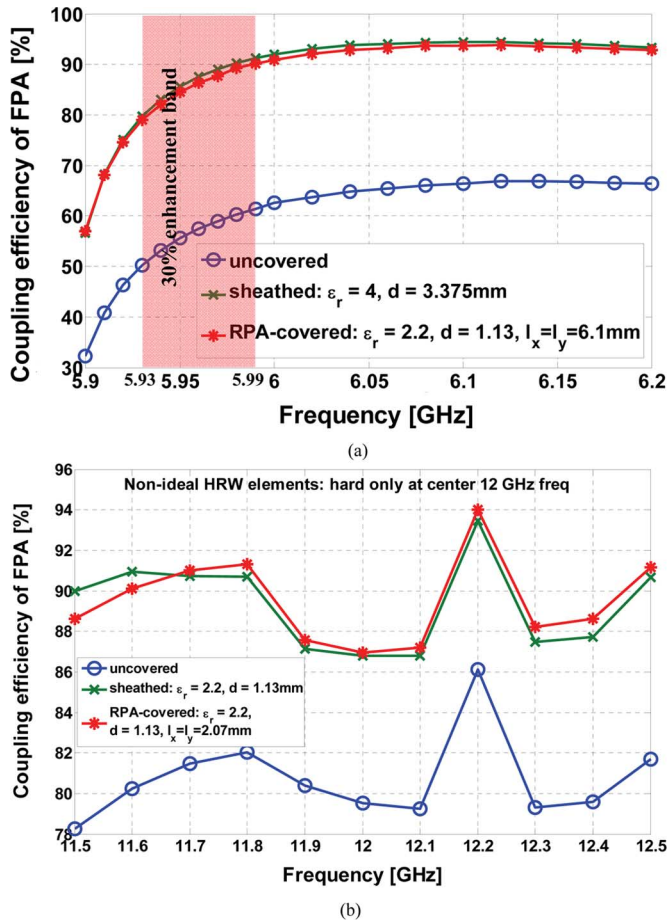 100
90
80
70
60
50
40
30
Coupling efficiency of FPA [%]
30% enhancement band
uncovered
sheathed: εr = 4, d = 3.375mm
RPA-covered: εr = 2.2, d = 1.13, lx=ly=6.1mm
5.9 5.93 5.95 5.99 6 6.05 6.1 6.15 6.2
Frequency [GHz]
(a)
96
94
92
90
88
86
84
82
80
78
Coupling efficiency of FPA [%]
Non-ideal HRW elements: hard only at center 12 GHz freq
uncovered
sheathed: εr = 2.2, d = 1.13mm
RPA-covered: εr = 2.2,
d = 1.13, lx=ly=2.07mm
11.5 11.6 11.7 11.8 11.9 12 12.1 12.2 12.3 12.4 12.5
Frequency [GHz]
(b)